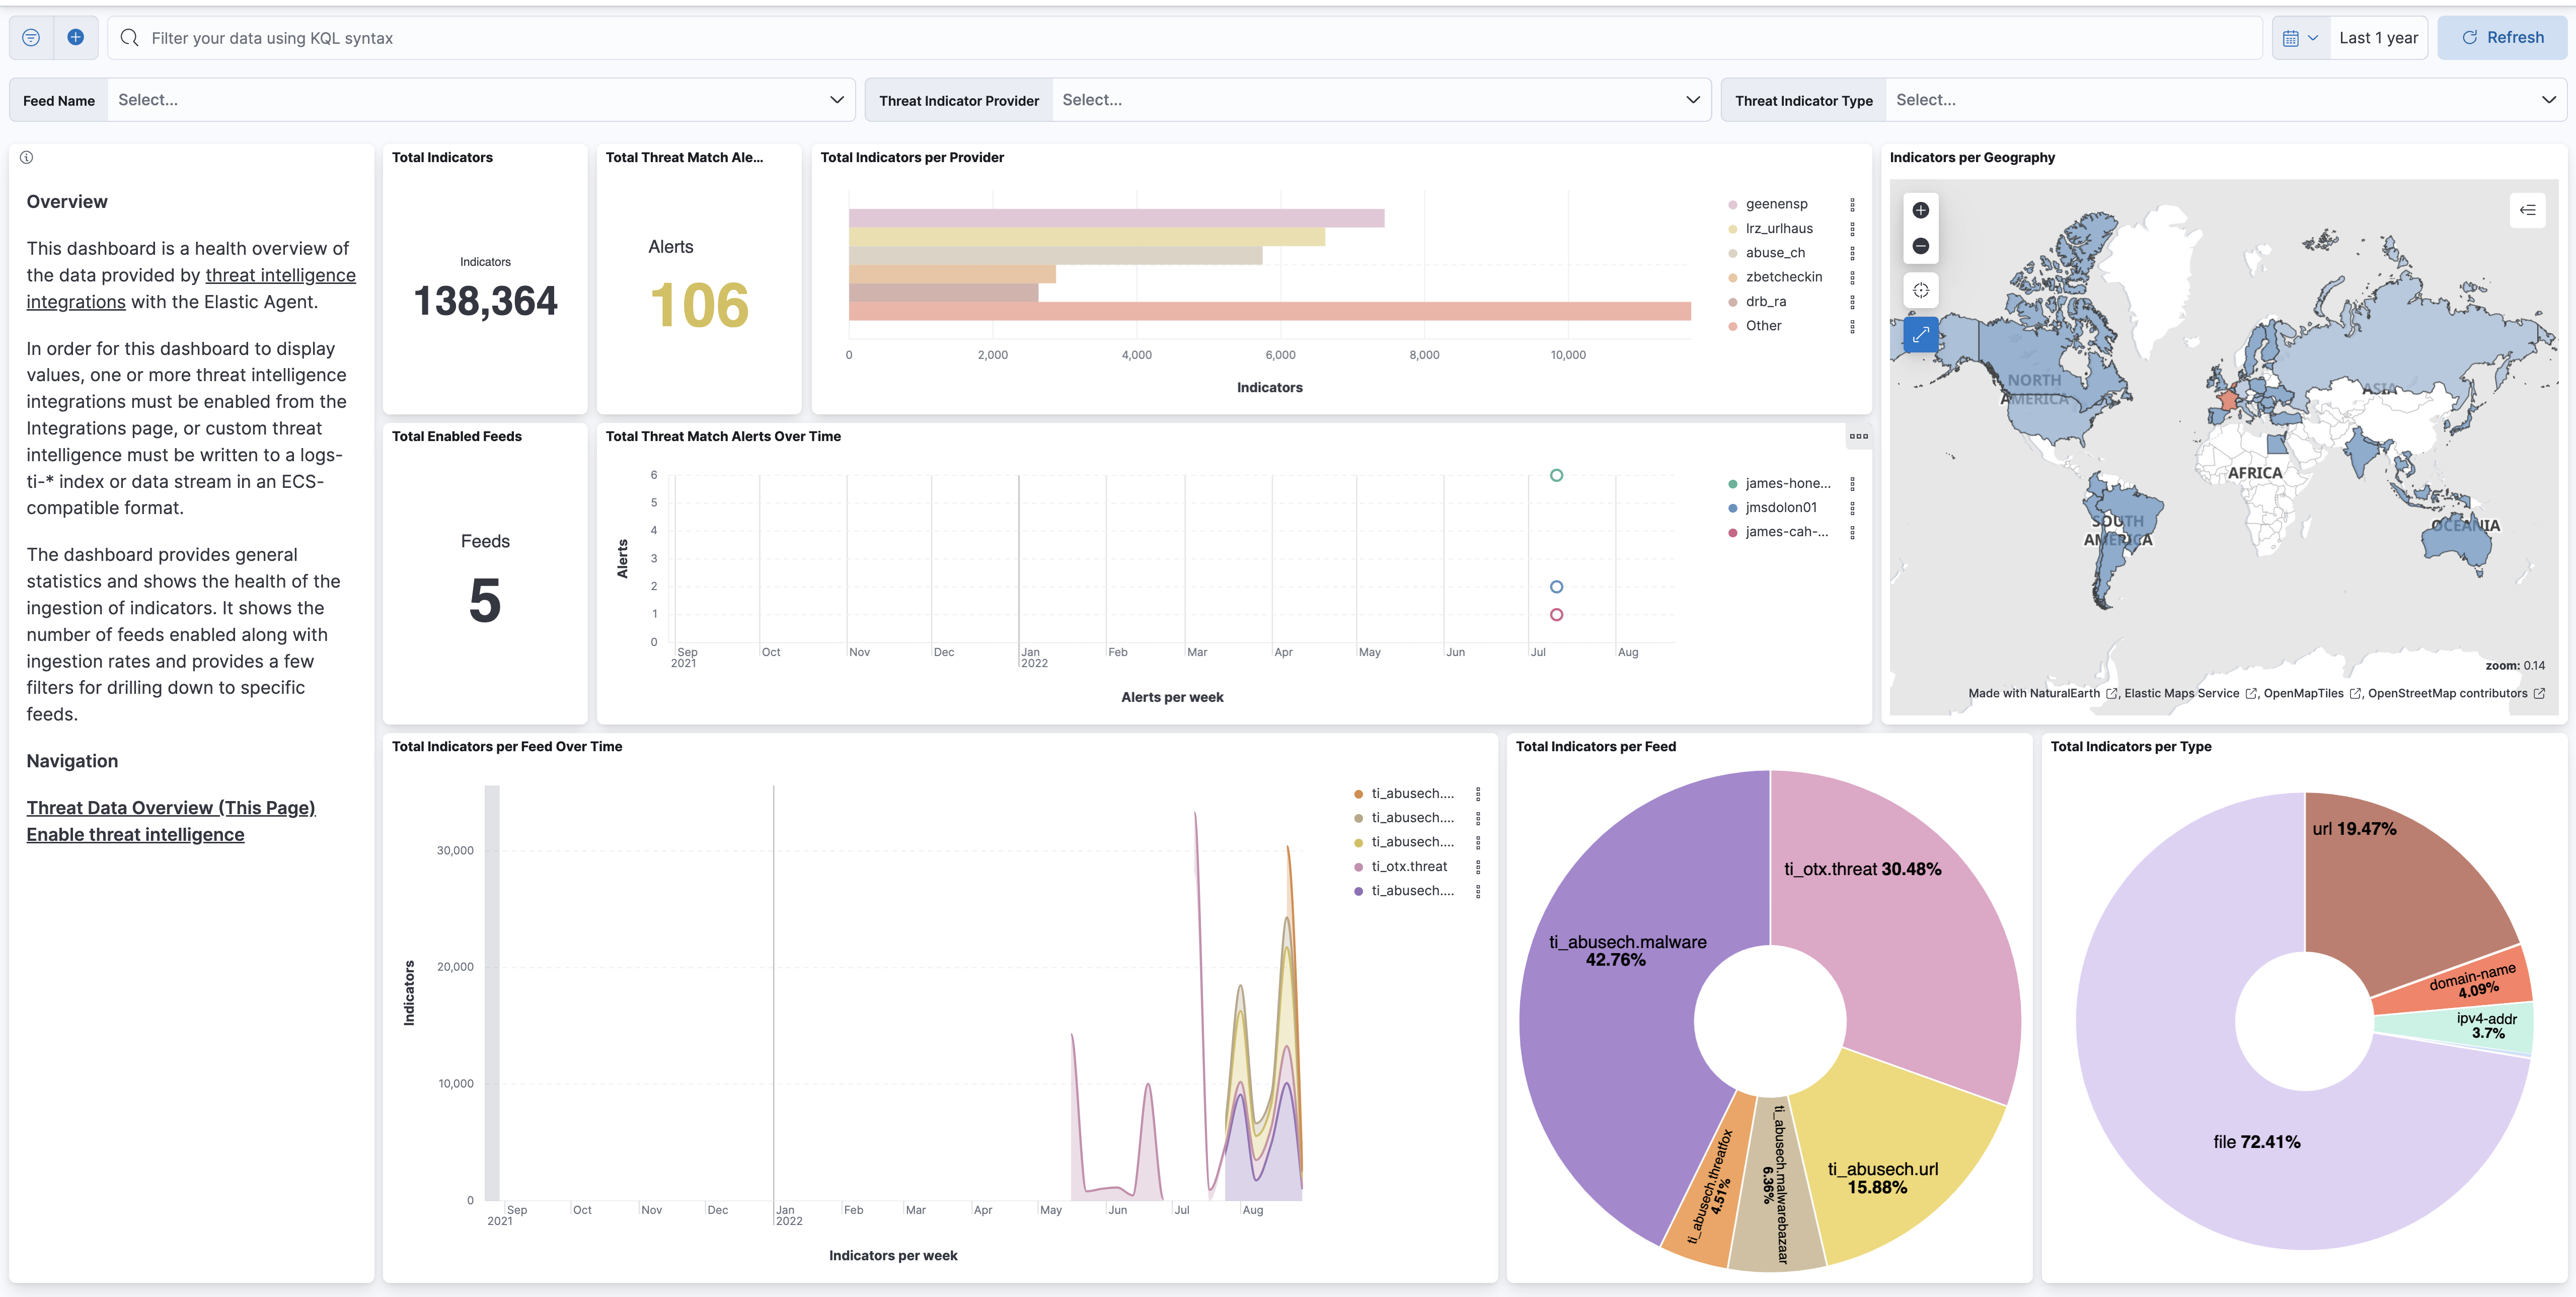 Filter your data using KQL syntax
Last 1 year
Refresh
Feed Name
Select...
Threat Indicator Provider
Select...
Threat Indicator Type
Select...
Overview
This dashboard is a health overview of
the data provided by threat intelligence
integrations with the Elastic Agent.
In order for this dashboard to display
values, one or more threat intelligence
integrations must be enabled from the
Integrations page, or custom threat
intelligence must be written to a logs-
ti-* index or data stream in an ECS-
compatible format.
The dashboard provides general
statistics and shows the health of the
ingestion of indicators. It shows the
number of feeds enabled along with
ingestion rates and provides a few
filters for drilling down to specific
feeds.
Navigation
Threat Data Overview (This Page)
Enable threat intelligence
Total Indicators
Indicators
138,364
Total Threat Match Ale...
Alerts
106
Total Indicators per Provider
geenensp
lrz_urlhaus
abuse_ch
zbetcheckin
drb_ra
Other
0 2,000 4,000 6,000 8,000 10,000
Indicators
Indicators per Geography
NORTH
AMERICA
ASIA
AFRICA
SOUTH
AMERICA
OCEANIA
zoom: 0.14
Made with NaturalEarth , Elastic Maps Service , OpenMapTiles , OpenStreetMap contributors
Total Enabled Feeds
Feeds
5
Total Threat Match Alerts Over Time
Alerts
6
5
4
3
2
1
0
Sep Oct Nov Dec Jan Feb Mar Apr May Jun Jul Aug
2021 2022
Alerts per week
james-hone...
jmsdolon01
james-cah-...
Total Indicators per Feed Over Time
Indicators
30,000
20,000
10,000
0
Sep Oct Nov Dec Jan Feb Mar Apr May Jun Jul Aug
2021 2022
Indicators per week
ti_abusech....
ti_abusech....
ti_abusech....
ti_otx.threat
ti_abusech....
Total Indicators per Feed
ti_otx.threat 30.48%
ti_abusech.malware
42.76%
ti_abusech.url
15.88%
ti_abusech.malwarebazaar
6.36%
ti_abusech.threatfox
4.51%
Total Indicators per Type
url 19.47%
domain-name
4.09%
ipv4-addr
3.7%
file 72.41%